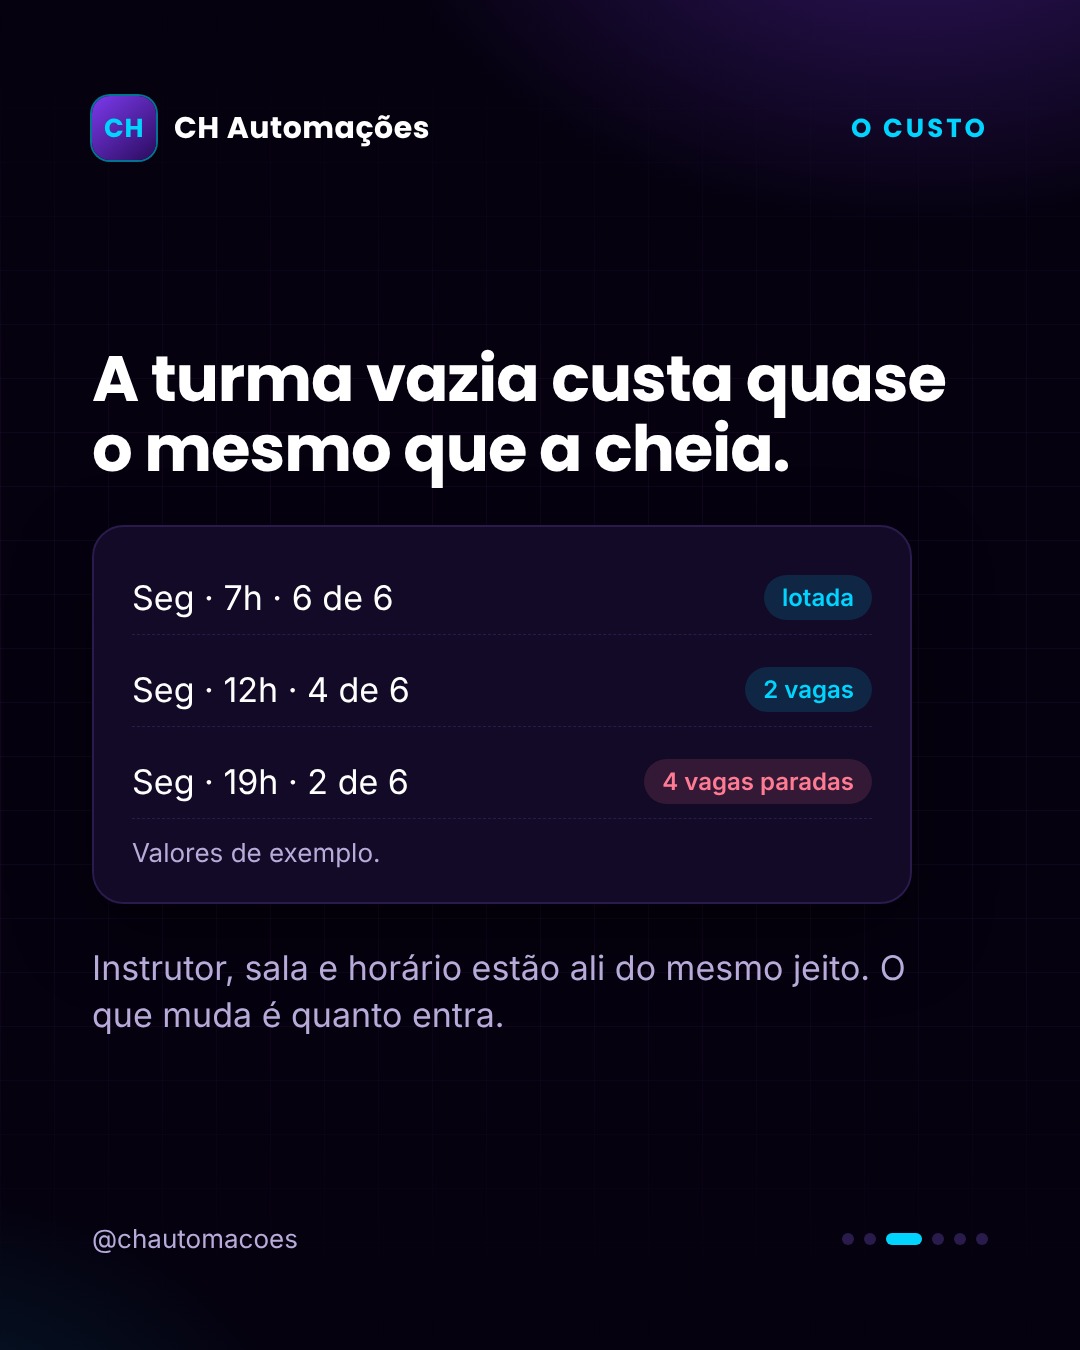 CH
CH Automações
O CUSTO
A turma vazia custa quase
o mesmo que a cheia.
Seg · 7h · 6 de 6
lotada
Seg · 12h · 4 de 6
2 vagas
Seg · 19h · 2 de 6
4 vagas paradas
Valores de exemplo.
Instrutor, sala e horário estão ali do mesmo jeito. O
que muda é quanto entra.
@chautomacoes